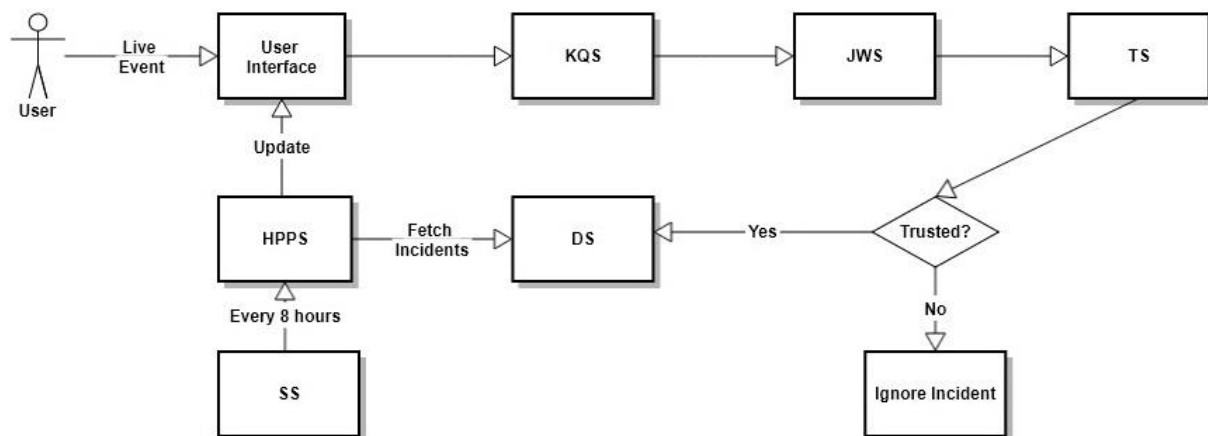 Live
Event
User
Interface
KQS
JWS
TS
User
Update
HPPS
Fetch
Incidents
DS
Yes
Trusted?
Every 8 hours
No
SS
Ignore Incident